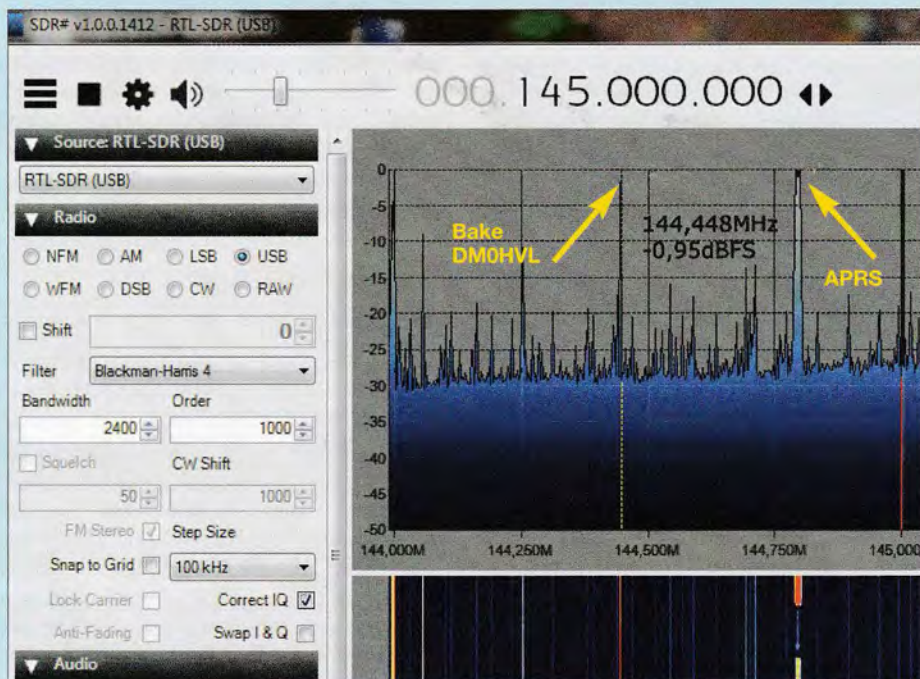 SDR# v1.0.0.1412 - RTL-SDR (USB)
000.145.000.000
Source: RTL-SDR (USB)
RTL-SDR (USB)
Radio
NFM AM LSB USB
WFM DSB CW RAW
Shift 0
Filter Blackman-Harris 4
Bandwidth Order
2400 1000
Squelch CW Shift
50 1000
FM Stereo Step Size
Snap to Grid 100 kHz
Lock Carrier Correct IQ
Anti-Fading Swap I & Q
Audio
0
-5
-10
-15
-20
-25
-30
-35
-40
-45
-50
Bake
DM0HVL
144,448MHz
-0,95dBFS
APRS
144,000M 144,250M 144,500M 144,750M 145,000